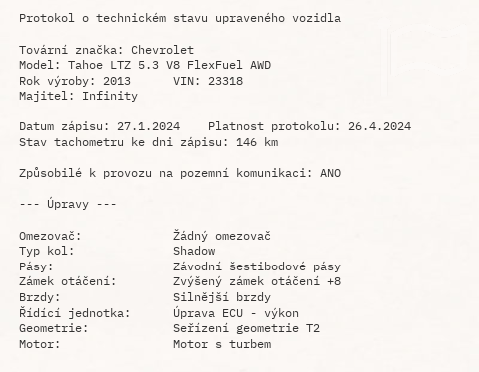 Protokol o technickém stavu upraveného vozidla
Tovární značka: Chevrolet
Model: Tahoe LTZ 5.3 V8 FlexFuel AWD
Rok výroby: 2013 VIN: 23318
Majitel: Infinity
Datum zápisu: 27.1.2024 Platnost protokolu: 26.4.2024
Stav tachometru ke dni zápisu: 146 km
Způsobilé k provozu na pozemní komunikaci: ANO
--- Úpravy ---
Omezovač: Žádný omezovač
Typ kol: Shadow
Pásy: Závodní šestibodové pásy
Zámek otáčení: Zvýšený zámek otáčení +8
Brzdy: Silnější brzdy
Řídící jednotka: Úprava ECU - výkon
Geometrie: Seřízení geometrie T2
Motor: Motor s turbem